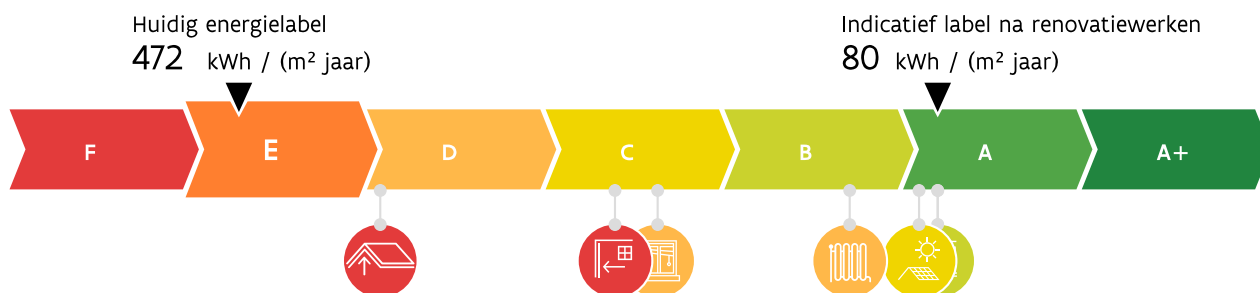 Huidig energielabel
472 kWh / (m² jaar)
Indicatief label na renovatiewerken
80 kWh / (m² jaar)
F
E
D
C
B
A
A+